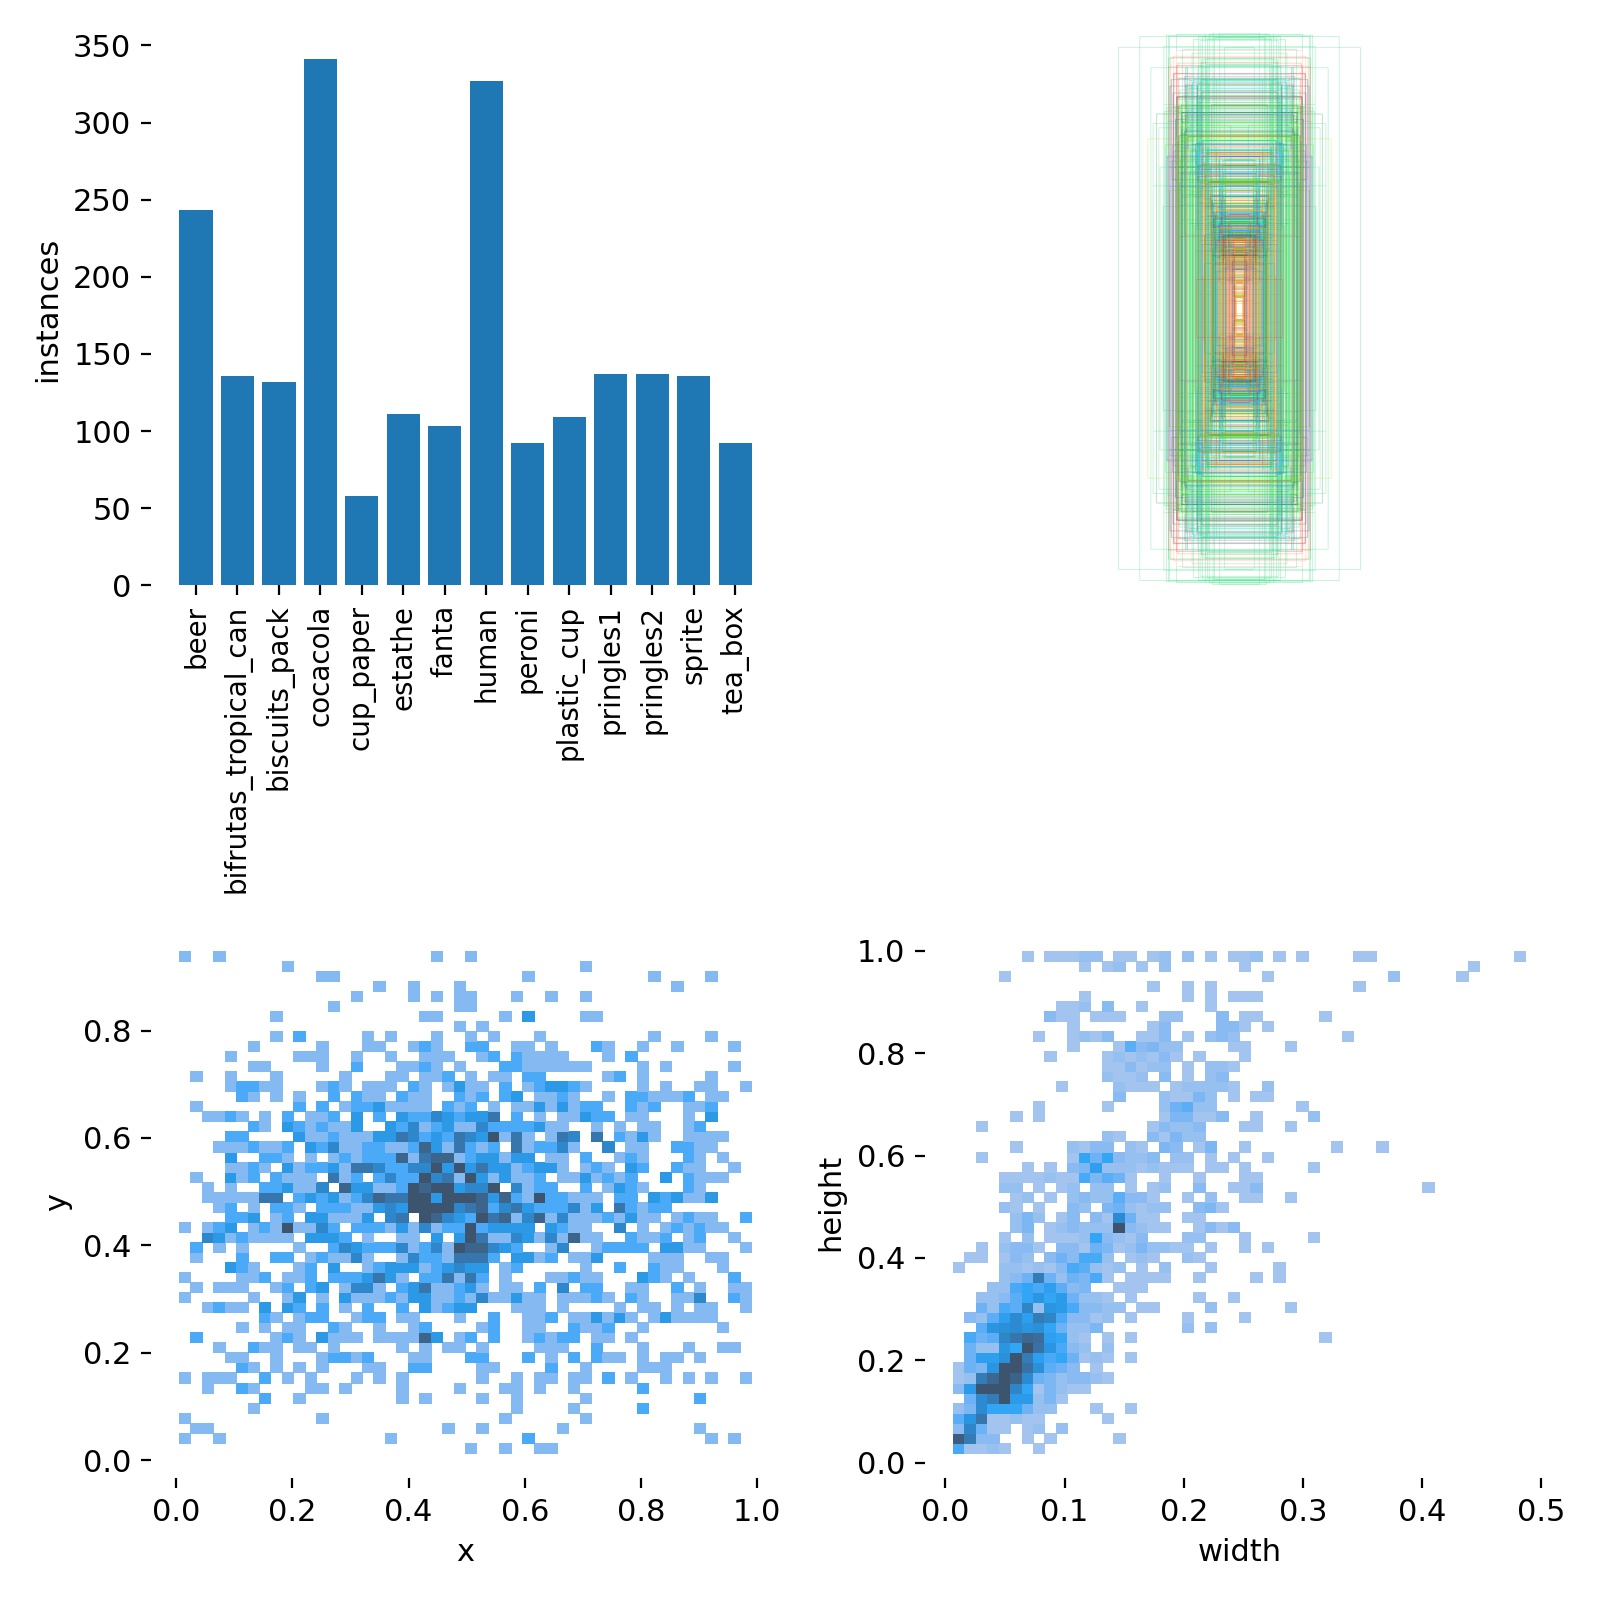 350
300
250
200
150
100
50
0
instances
beer
bifrutas_tropical_can
biscuits_pack
cocacola
cup_paper
estathe
fanta
human
peroni
plastic_cup
pringles1
pringles2
sprite
tea_box
0.8
0.6
0.4
0.2
0.0
y
0.0 0.2 0.4 0.6 0.8 1.0
x
1.0
0.8
0.6
0.4
0.2
0.0
height
0.0 0.1 0.2 0.3 0.4 0.5
width